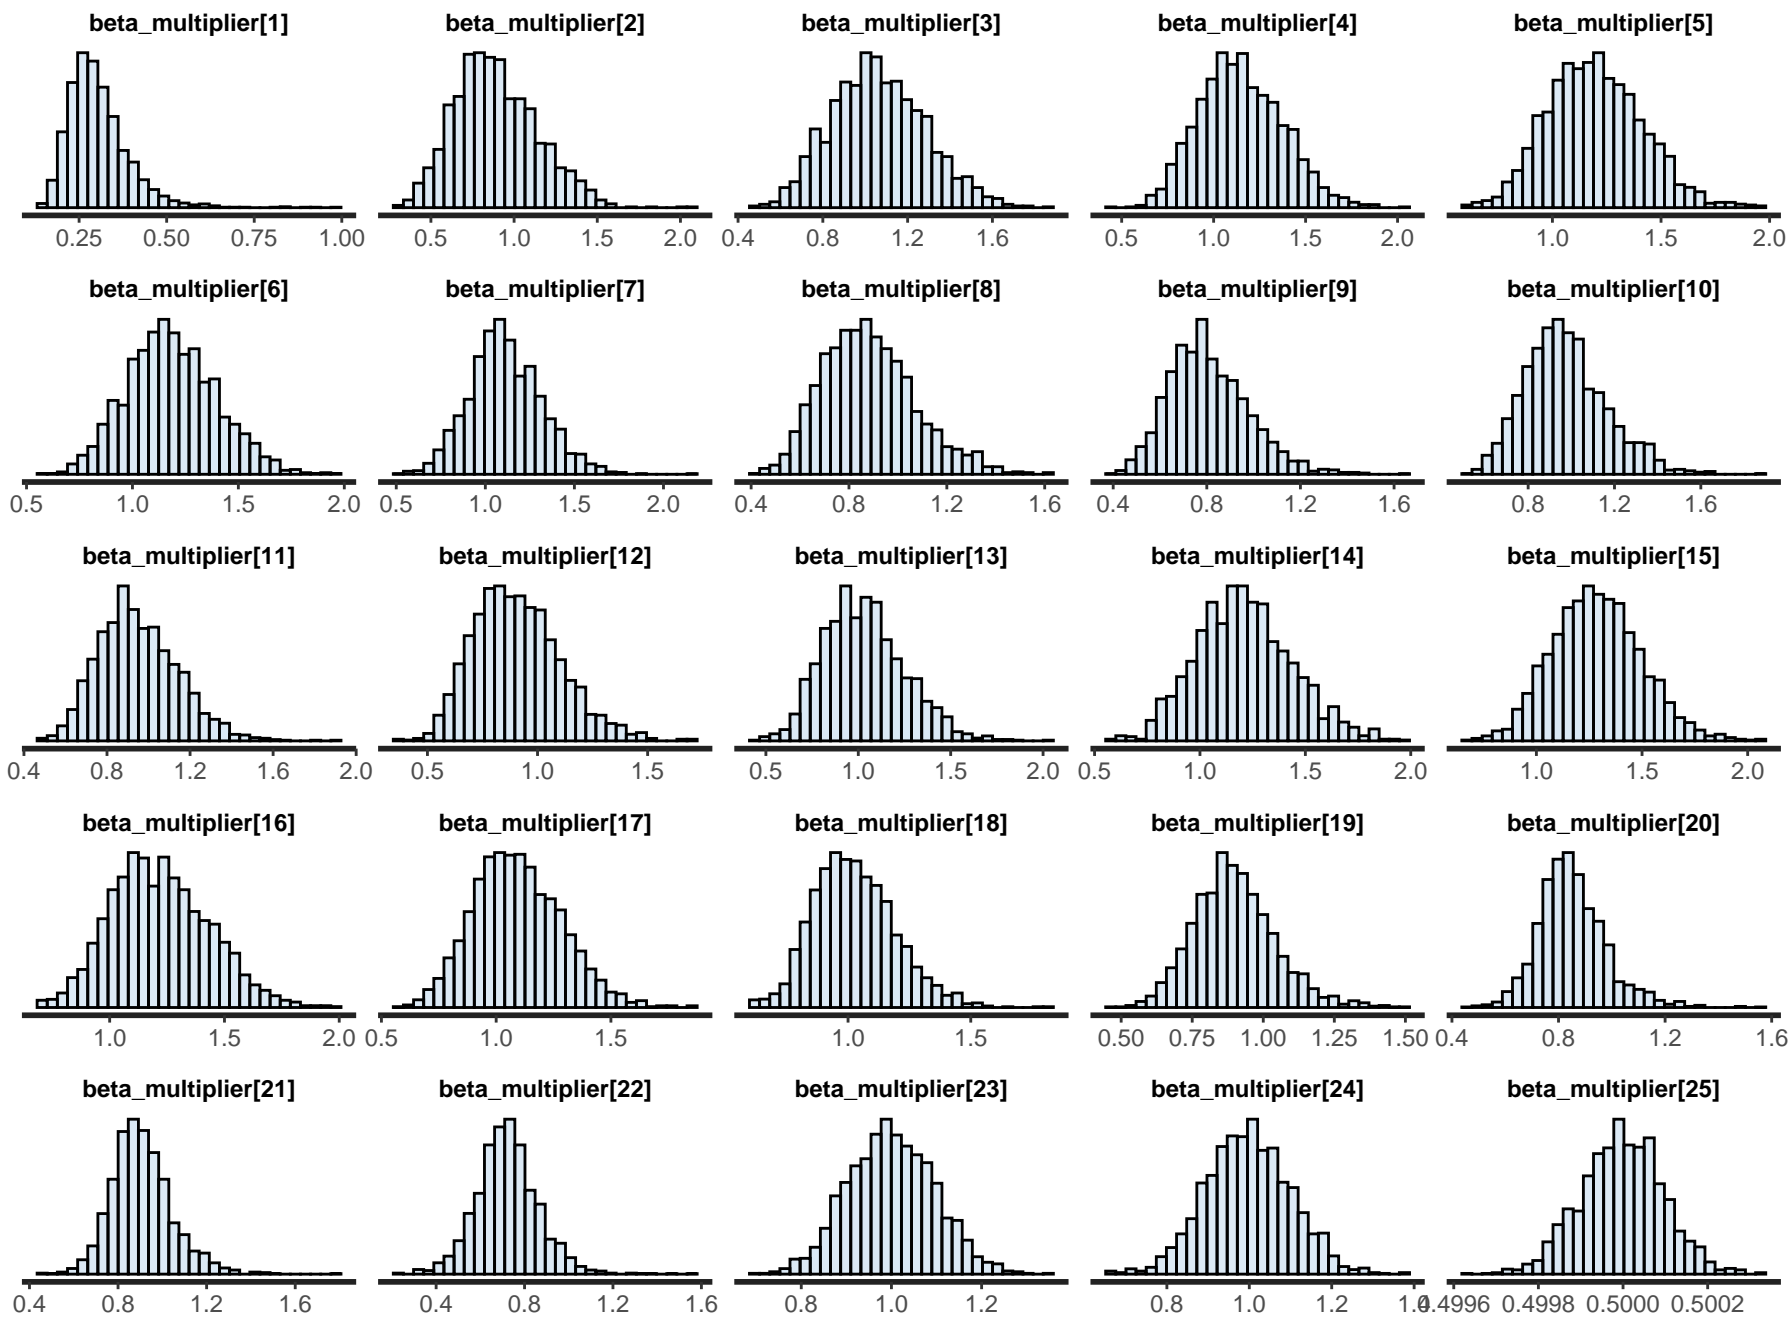 beta_multiplier[1] beta_multiplier[2] beta_multiplier[3] beta_multiplier[4] beta_multiplier[5]
0.25 0.50 0.75 1.00 0.5 1.0 1.5 2.0 0.4 0.8 1.2 1.6 0.5 1.0 1.5 2.0 1.0 1.5 2.0
beta_multiplier[6] beta_multiplier[7] beta_multiplier[8] beta_multiplier[9] beta_multiplier[10]
0.5 1.0 1.5 2.0 0.5 1.0 1.5 2.0 0.4 0.8 1.2 1.6 0.4 0.8 1.2 1.6 0.8 1.2 1.6
beta_multiplier[11] beta_multiplier[12] beta_multiplier[13] beta_multiplier[14] beta_multiplier[15]
0.4 0.8 1.2 1.6 2.0 0.5 1.0 1.5 0.5 1.0 1.5 2.0 0.5 1.0 1.5 2.0 1.0 1.5 2.0
beta_multiplier[16] beta_multiplier[17] beta_multiplier[18] beta_multiplier[19] beta_multiplier[20]
1.0 1.5 2.0 0.5 1.0 1.5 1.0 1.5 0.50 0.75 1.00 1.25 1.50 0.4 0.8 1.2 1.6
beta_multiplier[21] beta_multiplier[22] beta_multiplier[23] beta_multiplier[24] beta_multiplier[25]
0.4 0.8 1.2 1.6 0.4 0.8 1.2 1.6 0.8 1.0 1.2 0.8 1.0 1.2 1.4 0.4996 0.4998 0.5000 0.5002